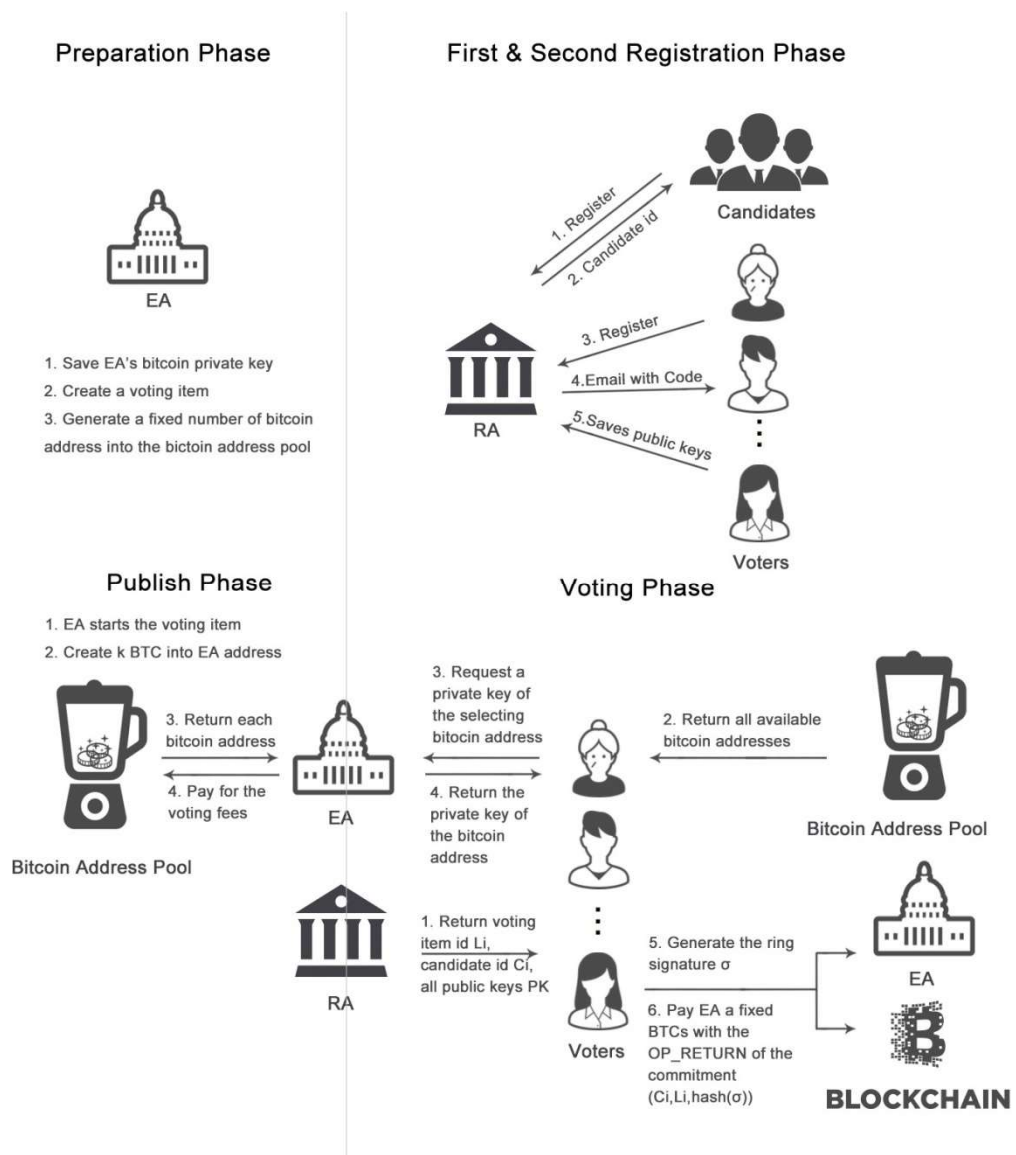 Preparation Phase
EA
1. Save EA's bitcoin private key
2. Create a voting item
3. Generate a fixed number of bitcoin
address into the bictoin address pool
First & Second Registration Phase
Candidates
1. Register
2. Candidate id
3. Register
4.Email with Code
5.Saves public keys
RA
Voters
Publish Phase
1. EA starts the voting item
2. Create k BTC into EA address
3. Return each
bitcoin address
4. Pay for the
voting fees
Bitcoin Address Pool
EA
Voting Phase
3. Request a
private key of
the selecting
bitocin address
4. Return the
private key of
the bitcoin
address
2. Return all available
bitcoin addresses
Bitcoin Address Pool
RA
1. Return voting
item id Li,
candidate id Ci,
all public keys PK
Voters
5. Generate the ring
signature σ
6. Pay EA a fixed
BTCs with the
OP_RETURN of the
commitment
(Ci,Li,hash(σ))
EA
B
BLOCKCHAIN